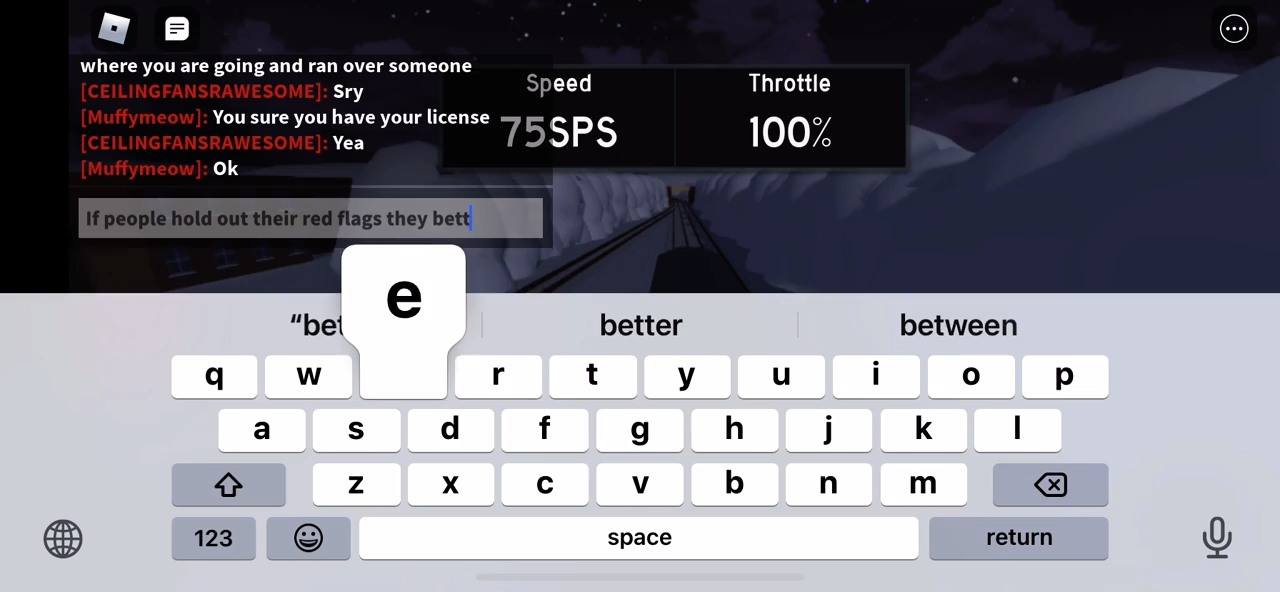 where you are going and ran over someone
[CEILINGFANSRAWESOME]: Sry
[Muffymeow]: You sure you have your license
[CEILINGFANSRAWESOME]: Yea
[Muffymeow]: Ok
Speed
75SPS
Throttle
100%
If people hold out their red flags they bett
“bet
better
between
e
q w r t y u i o p
a s d f g h j k l
z x c v b n m
123
space
return